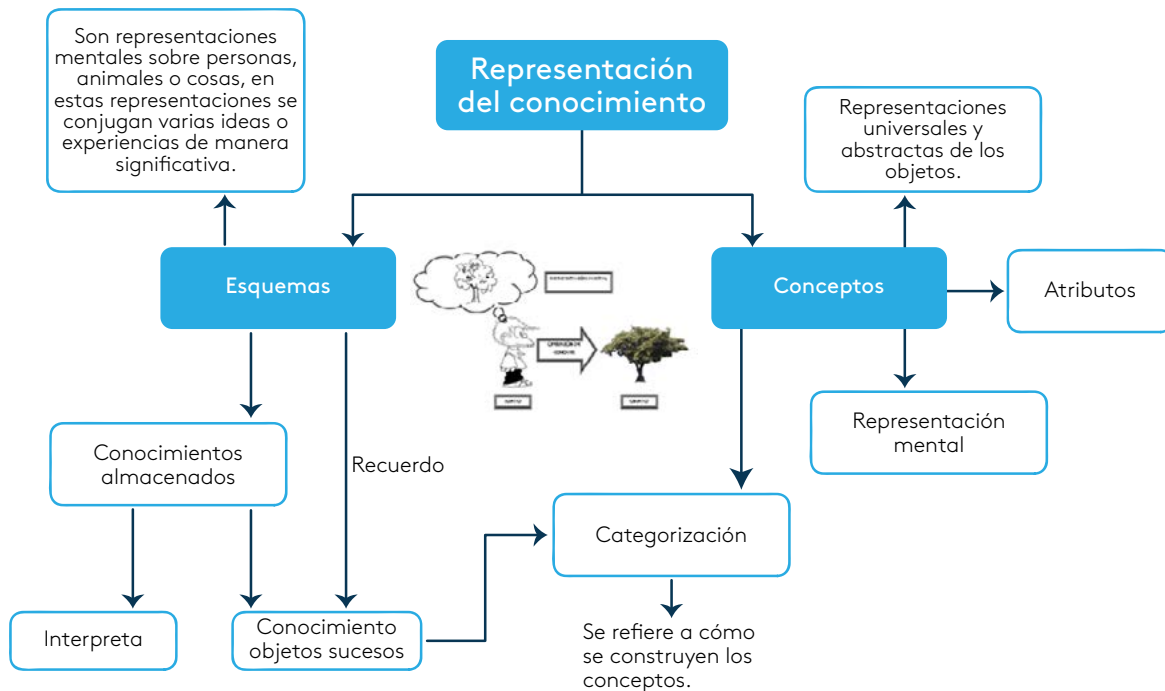 Son representaciones
mentales sobre personas,
animales o cosas, en
estas representaciones se
conjugan varias ideas o
experiencias de manera
significativa.
Representación
del conocimiento
Representaciones
universales y
abstractas de los
objetos.
Esquemas
Conceptos
Atributos
Representación
mental
Conocimientos
almacenados
Recuerdo
Categorización
Interpreta
Conocimiento
objetos sucesos
Se refiere a cómo
se construyen los
conceptos.